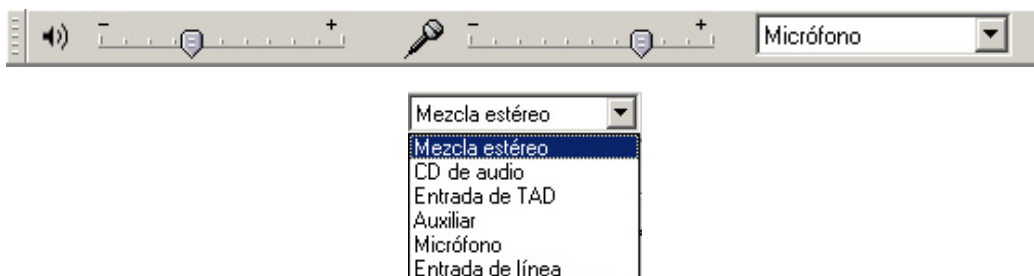 - + - + Micrófono
Mezcla estéreo
Mezcla estéreo
CD de audio
Entrada de TAD
Auxiliar
Micrófono
Entrada de línea